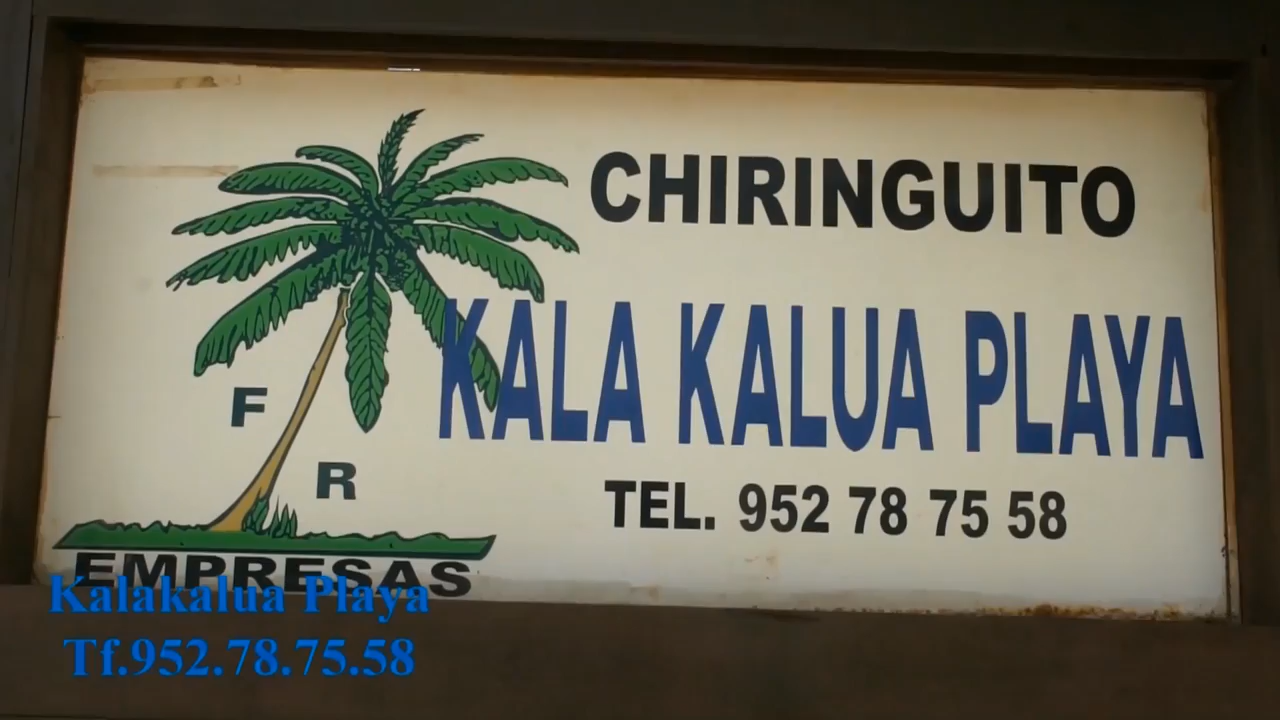 CHIRINGUITO
KALA KALUA PLAYA
TEL. 952 78 75 58
F
R
EMPRESAS
Kalakalua Playa
Tf.952.78.75.58